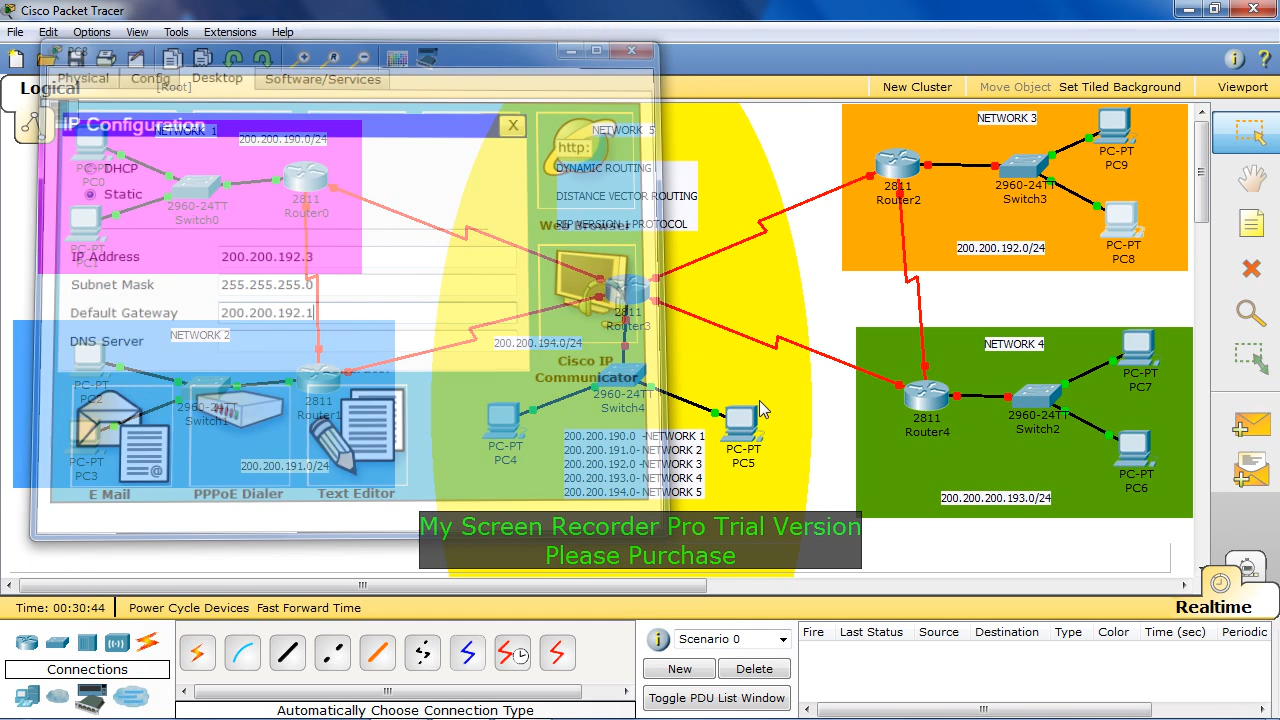 Cisco Packet Tracer
File Edit Options View Tools Extensions Help
PC8
Physical Config Desktop Software/Services
Logical
[Root]
New Cluster Move Object Set Tiled Background Viewport
IP Configuration X
DHCP
Static
IP Address 200.200.192.3
Subnet Mask 255.255.255.0
Default Gateway 200.200.192.1
DNS Server
http:
Web Browser
Cisco IP
Communicator
E Mail PPPoE Dialer Text Editor
NETWORK 1
200.200.190.0/24
PC-PT
PC0
2960-24TT
Switch0
2811
Router0
PC1
NETWORK 2
PC-PT
PC2
2960-24TT
Switch1
2811
Router1
PC-PT
PC3
200.200.191.0/24
NETWORK 5
DYNAMIC ROUTING
DISTANCE VECTOR ROUTING
RIP VERSION 1 PROTOCOL
2811
Router3
200.200.194.0/24
2960-24TT
Switch4
PC-PT
PC4
PC-PT
PC5
200.200.190.0 -NETWORK 1
200.200.191.0- NETWORK 2
200.200.192.0 - NETWORK 3
200.200.193.0- NETWORK 4
200.200.194.0- NETWORK 5
NETWORK 3
2811
Router2
2960-24TT
Switch3
PC-PT
PC9
PC-PT
PC8
200.200.192.0/24
NETWORK 4
2811
Router4
2960-24TT
Switch2
PC-PT
PC7
PC-PT
PC6
200.200.200.193.0/24
My Screen Recorder Pro Trial Version
Please Purchase
Time: 00:30:44 Power Cycle Devices Fast Forward Time
Realtime
Connections
Automatically Choose Connection Type
Scenario 0
New Delete
Toggle PDU List Window
Fire Last Status Source Destination Type Color Time (sec) Periodic